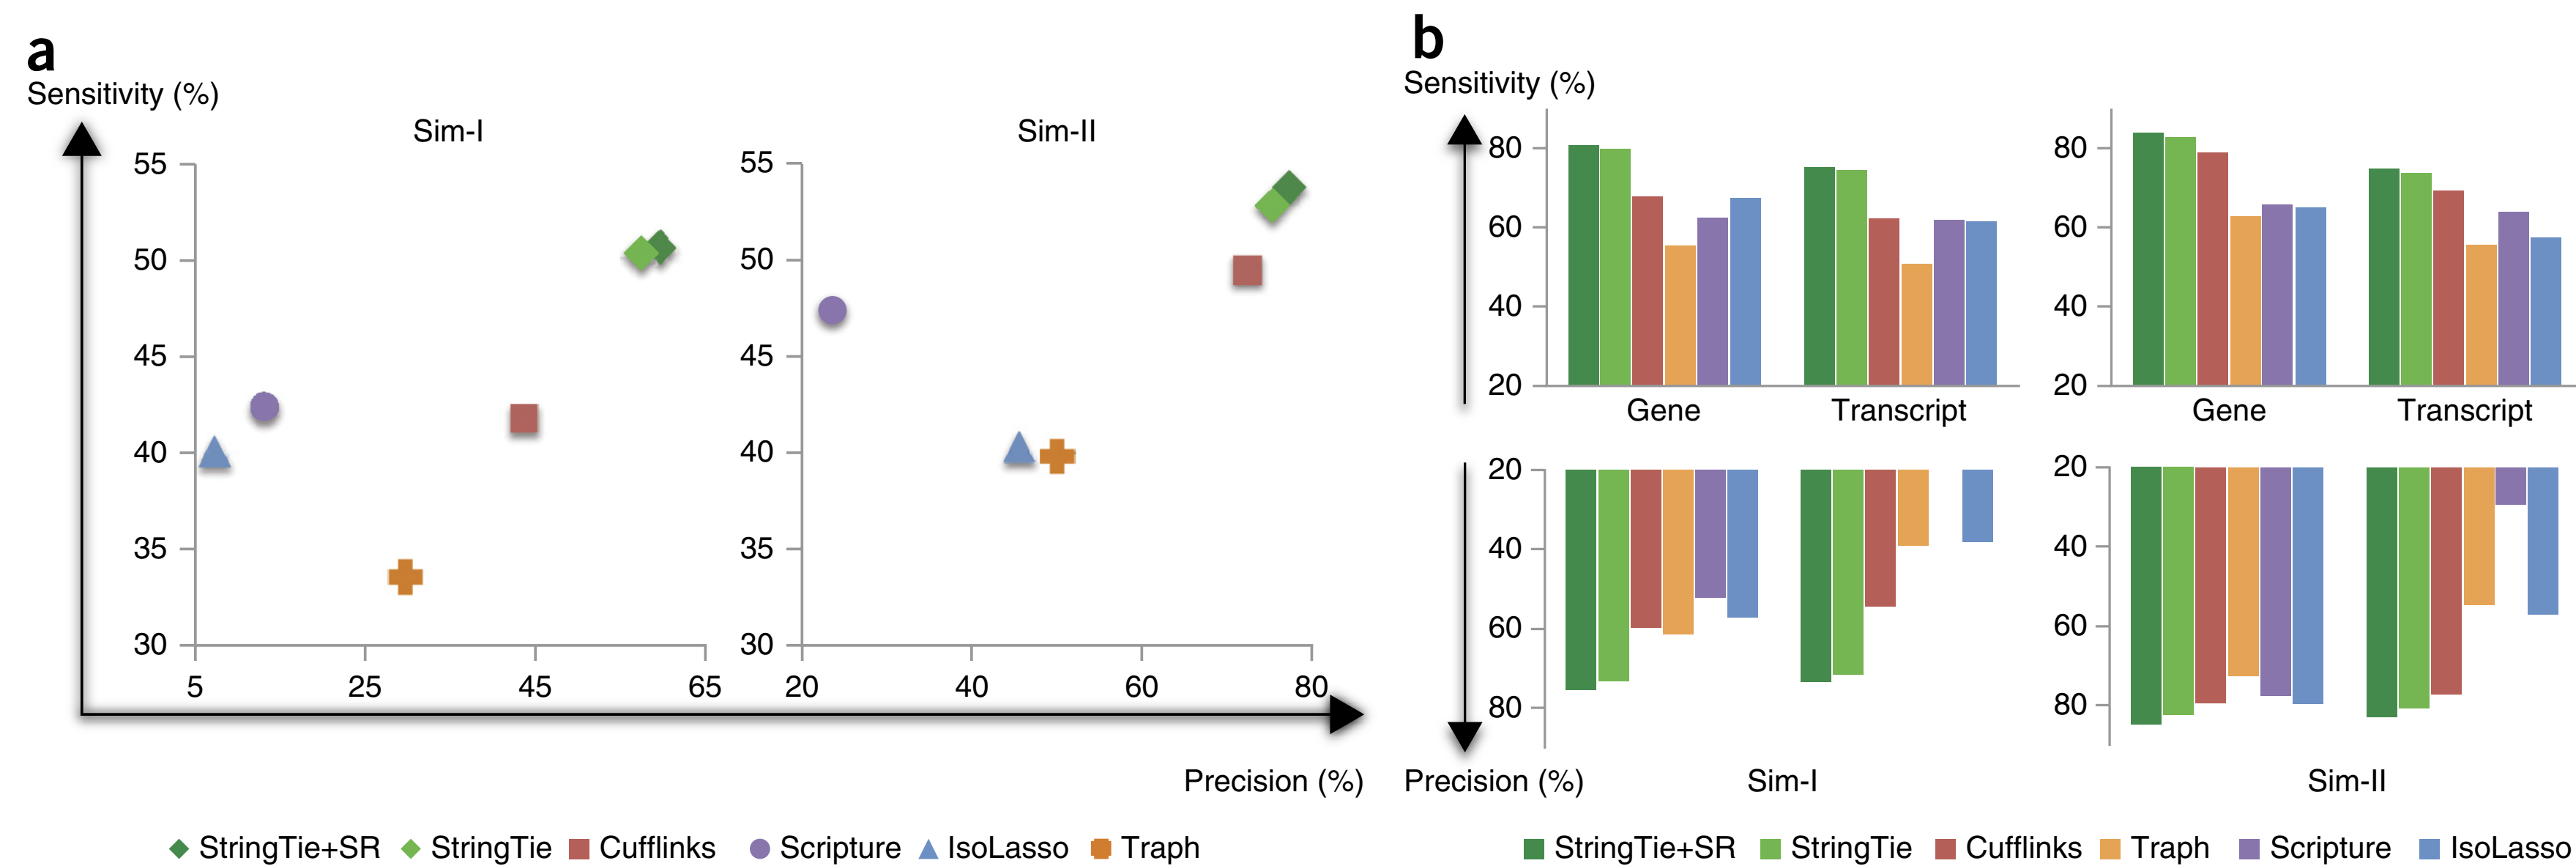 a
Sensitivity (%)
Sim-I
55
50
45
40
35
30
5 25 45 65
Sim-II
55
50
45
40
35
30
20 40 60 80
Precision (%)
StringTie+SR StringTie Cufflinks Scripture IsoLasso Traph
b
Sensitivity (%)
80
60
40
20
Gene Transcript
80
60
40
20
Gene Transcript
20
40
60
80
20
40
60
80
Precision (%) Sim-I Sim-II
StringTie+SR StringTie Cufflinks Traph Scripture IsoLasso